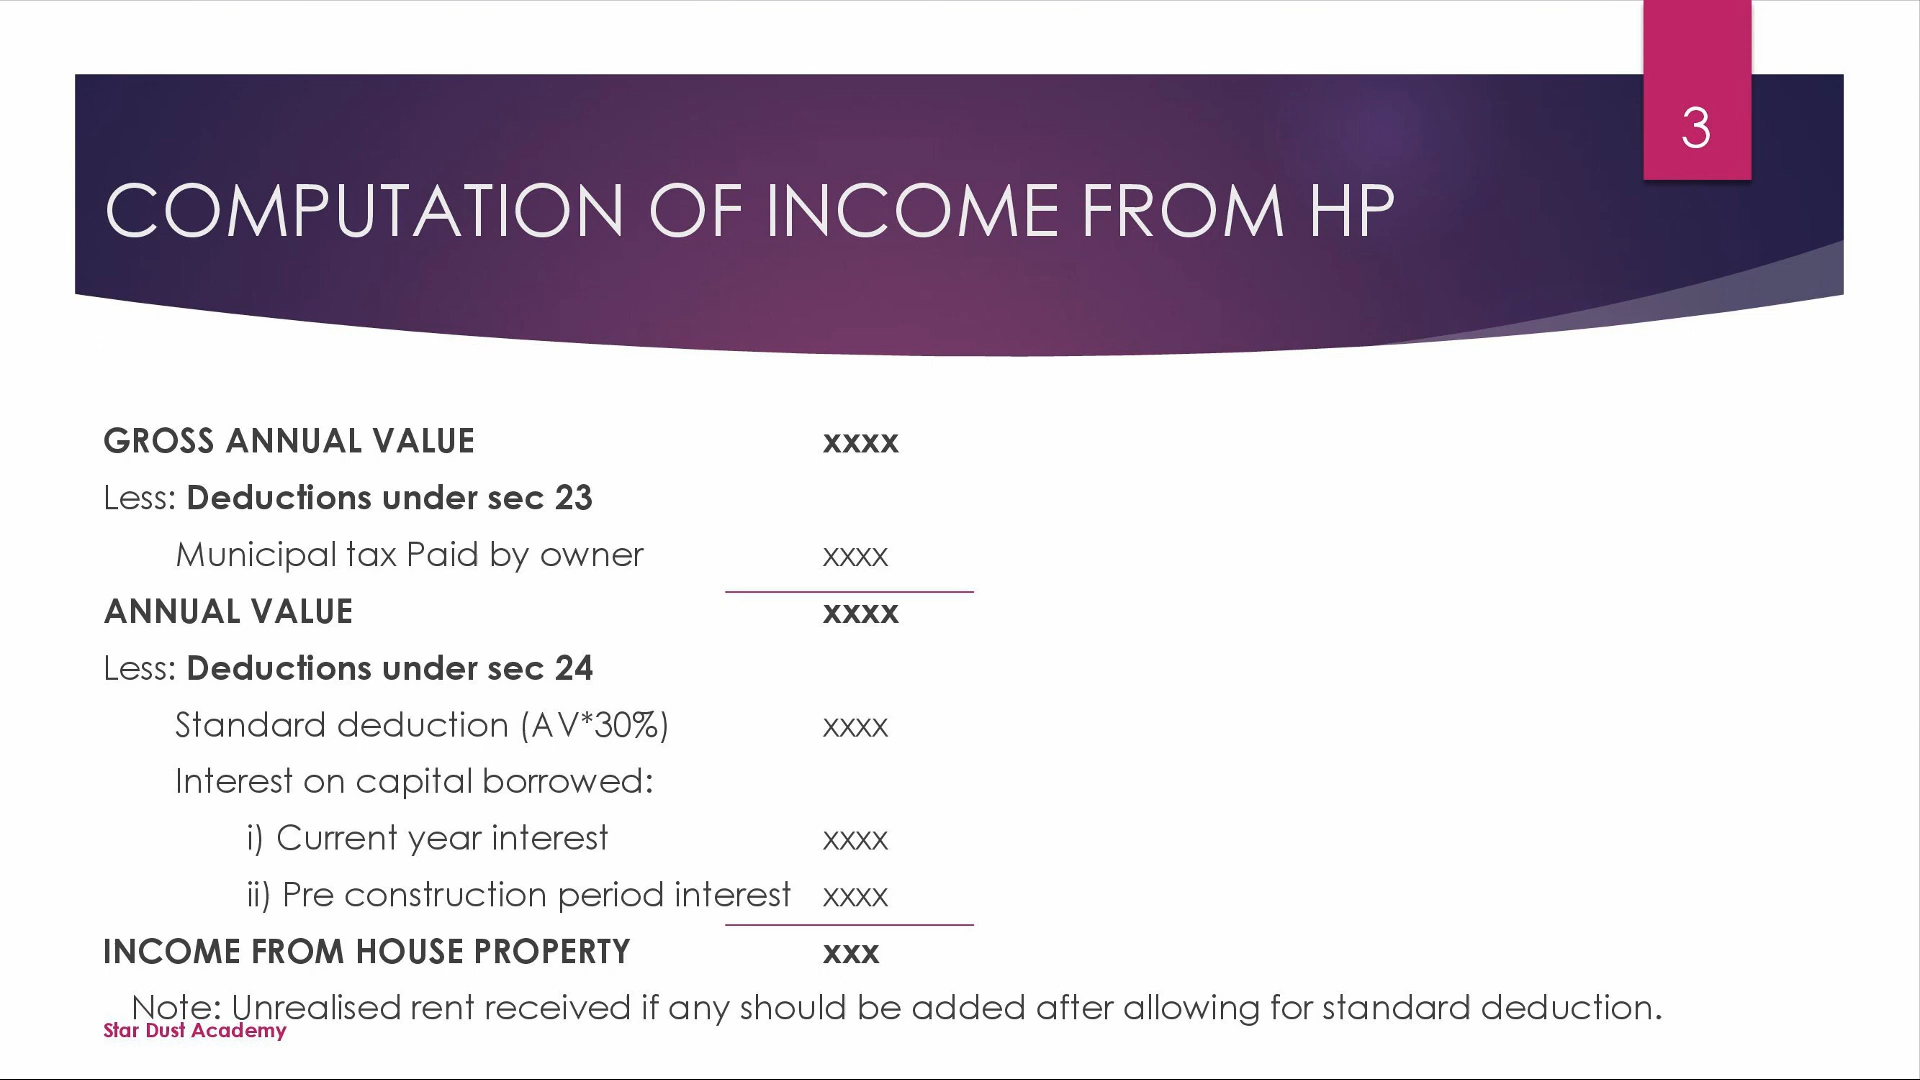 3
COMPUTATION OF INCOME FROM HP
GROSS ANNUAL VALUE xxxx
Less: Deductions under sec 23
Municipal tax Paid by owner xxxx
ANNUAL VALUE xxxx
Less: Deductions under sec 24
Standard deduction (AV*30%) xxxx
Interest on capital borrowed:
i) Current year interest xxxx
ii) Pre construction period interest xxxx
INCOME FROM HOUSE PROPERTY xxx
Note: Unrealised rent received if any should be added after allowing for standard deduction.
Star Dust Academy